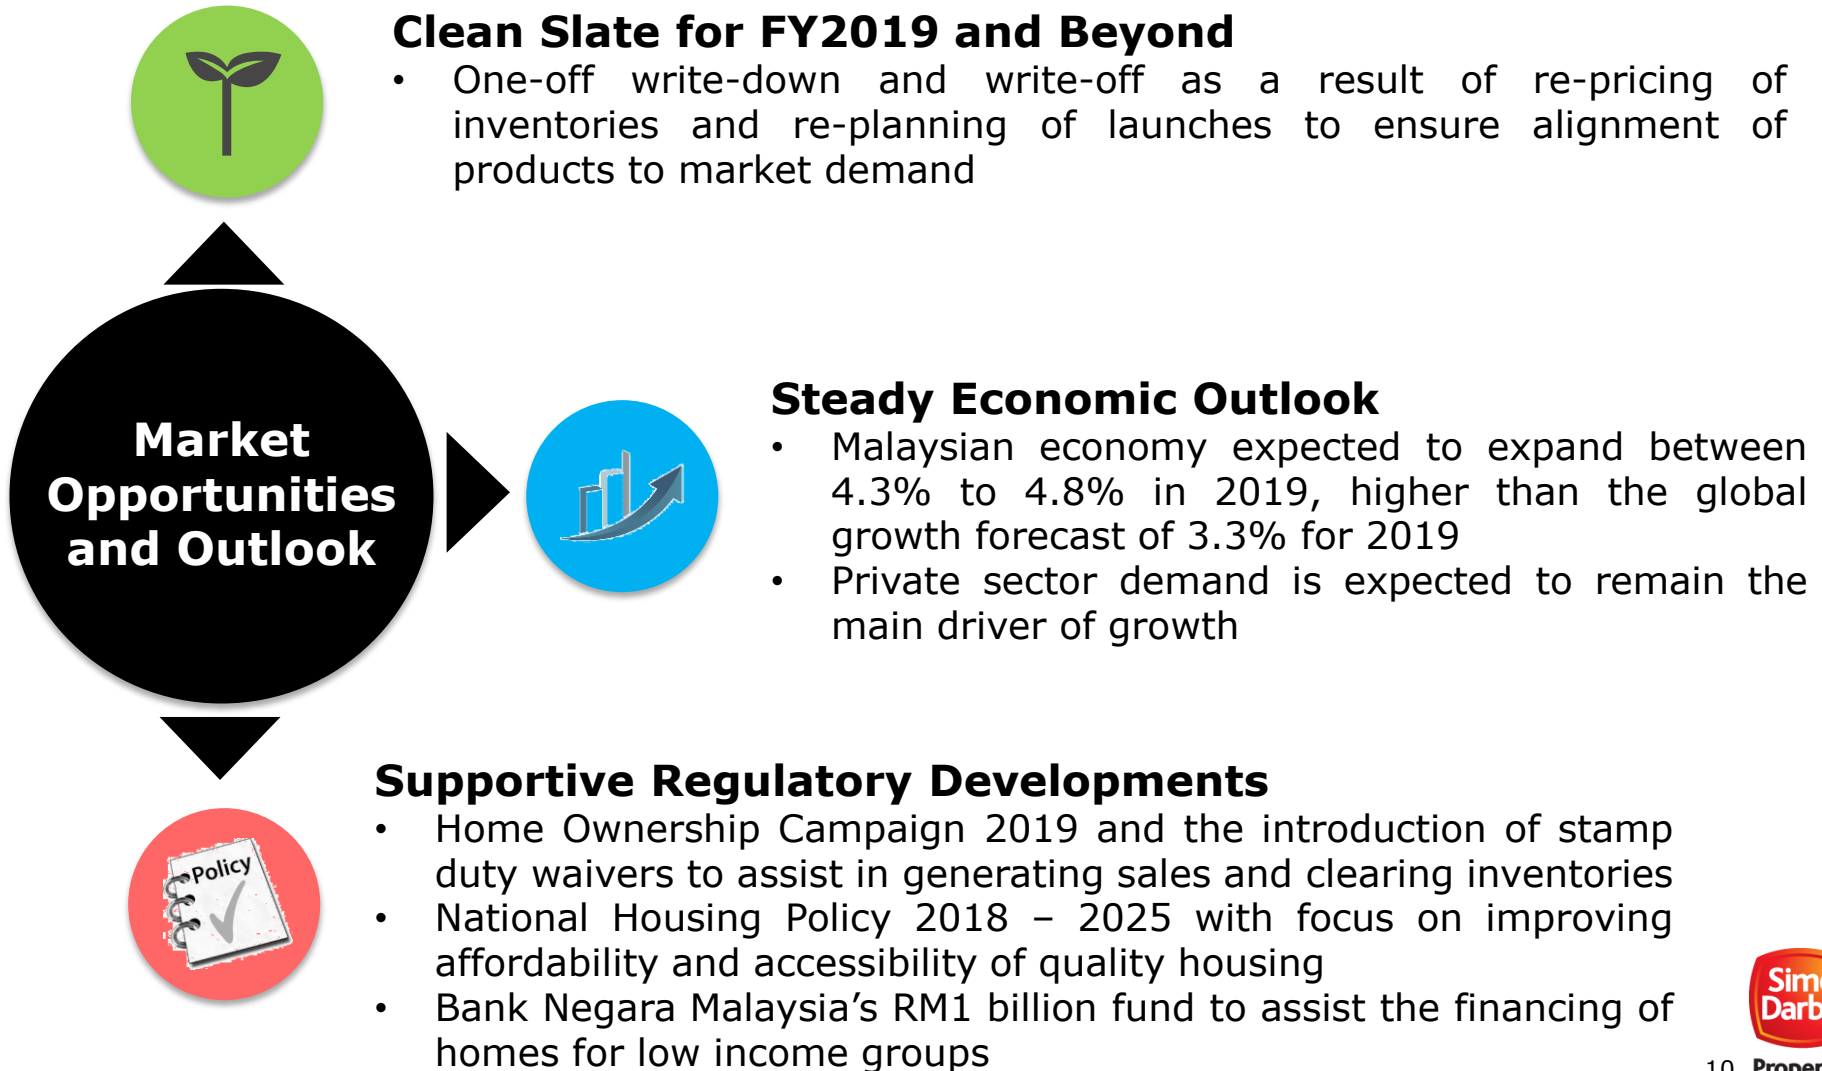 Clean Slate for FY2019 and Beyond
• One-off write-down and write-off as a result of re-pricing of
inventories and re-planning of launches to ensure alignment of
products to market demand
Market
Opportunities
and Outlook
Steady Economic Outlook
• Malaysian economy expected to expand between
4.3% to 4.8% in 2019, higher than the global
growth forecast of 3.3% for 2019
• Private sector demand is expected to remain the
main driver of growth
Policy
Supportive Regulatory Developments
• Home Ownership Campaign 2019 and the introduction of stamp
duty waivers to assist in generating sales and clearing inventories
• National Housing Policy 2018 – 2025 with focus on improving
affordability and accessibility of quality housing
• Bank Negara Malaysia’s RM1 billion fund to assist the financing of
homes for low income groups
10